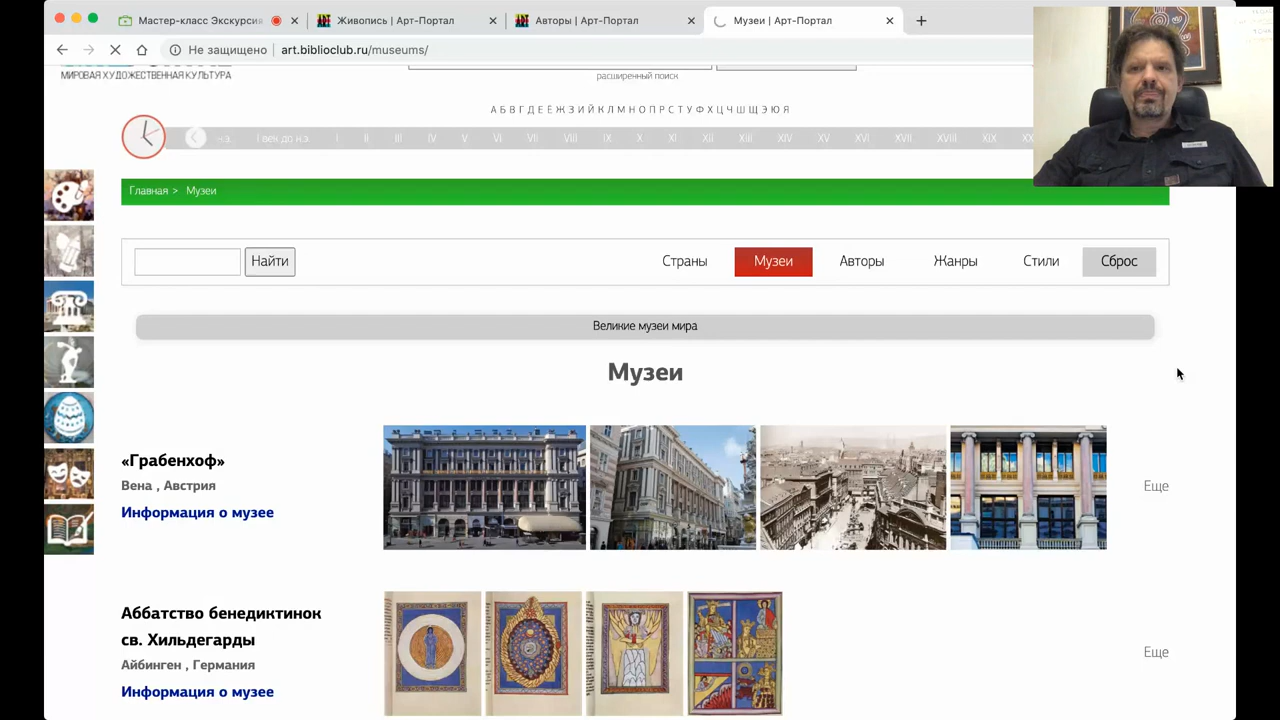 Мастер-класс Экскурси
Живопись | Арт-Портал
Авторы | Арт-Портал
Музеи | Арт-Портал
Не защищено
art.biblioclub.ru/museums/
МИРОВАЯ ХУДОЖЕСТВЕННАЯ КУЛЬТУРА
расширенный поиск
А Б В Г Д Е Ё Ж З И Й К Л М Н О П Р С Т У Ф Х Ц Ч Ш Щ Э Ю Я
н.э. I век до н.э. I II III IV V VI VII VIII IX X XI XII XIII XIV XV XVI XVII XVIII XIX XX
Главная > Музеи
Найти
Страны Музеи Авторы Жанры Стили Сброс
Великие музеи мира
Музеи
«Грабенхоф»
Вена , Австрия
Информация о музее
Еще
Аббатство бенедиктинок
св. Хильдегарды
Айбинген , Германия
Информация о музее
Еще